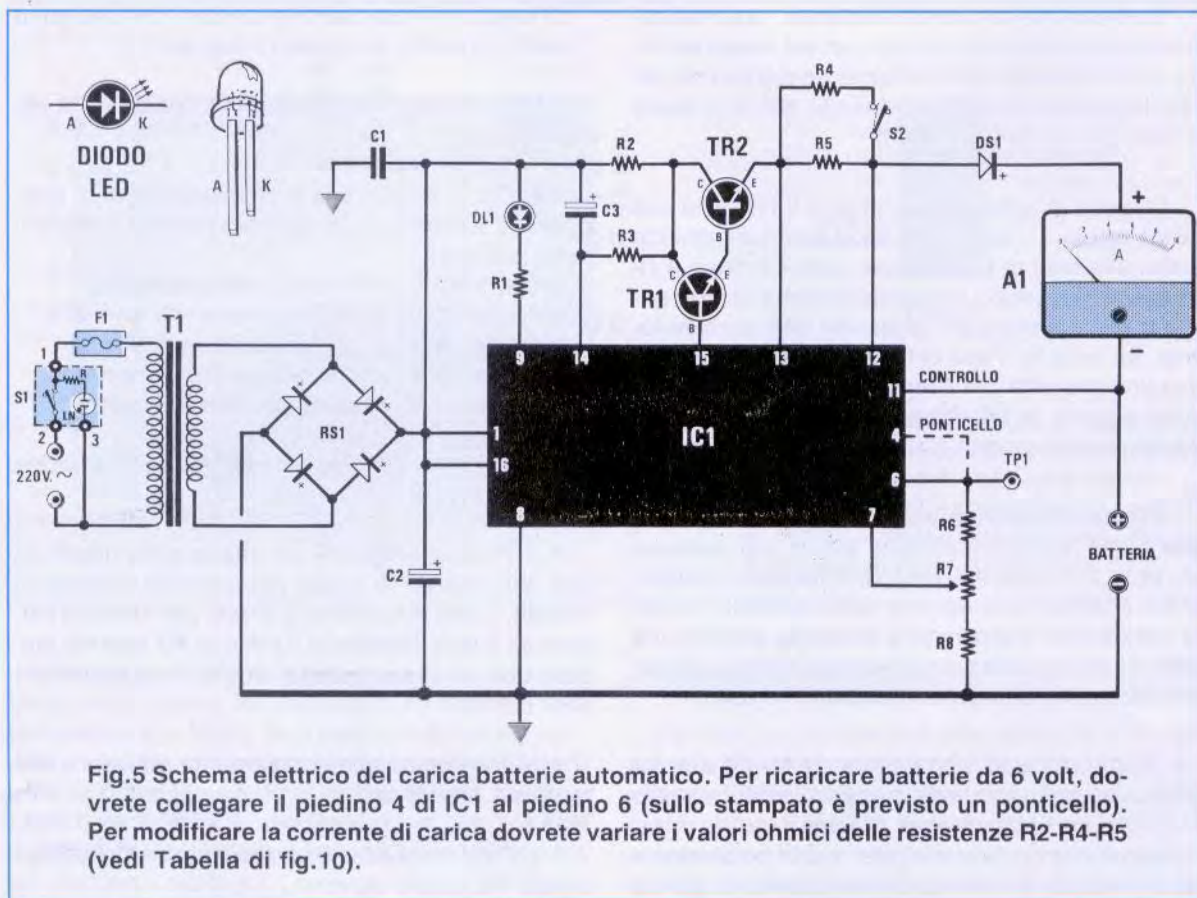 R4
S2
C1
R2
TR2
R5
DS1
A
K
C
E
B
+
DIODO
LED
A
K
DL1
C3
R3
C
E
TR1
B
R1
A
A1
F1
T1
9
14
15
13
12
1
S1
LN
2
3
RS1
1
16
IC1
11
CONTROLLO
4
PONTICELLO
6
TP1
220V. ~
8
7
R6
R7
R8
C2
+
BATTERIA
-
Fig.5 Schema elettrico del carica batterie automatico. Per ricaricare batterie da 6 volt, do-
vrete collegare il piedino 4 di IC1 al piedino 6 (sullo stampato è previsto un ponticello).
Per modificare la corrente di carica dovrete variare i valori ohmici delle resistenze R2-R4-R5
(vedi Tabella di fig.10).